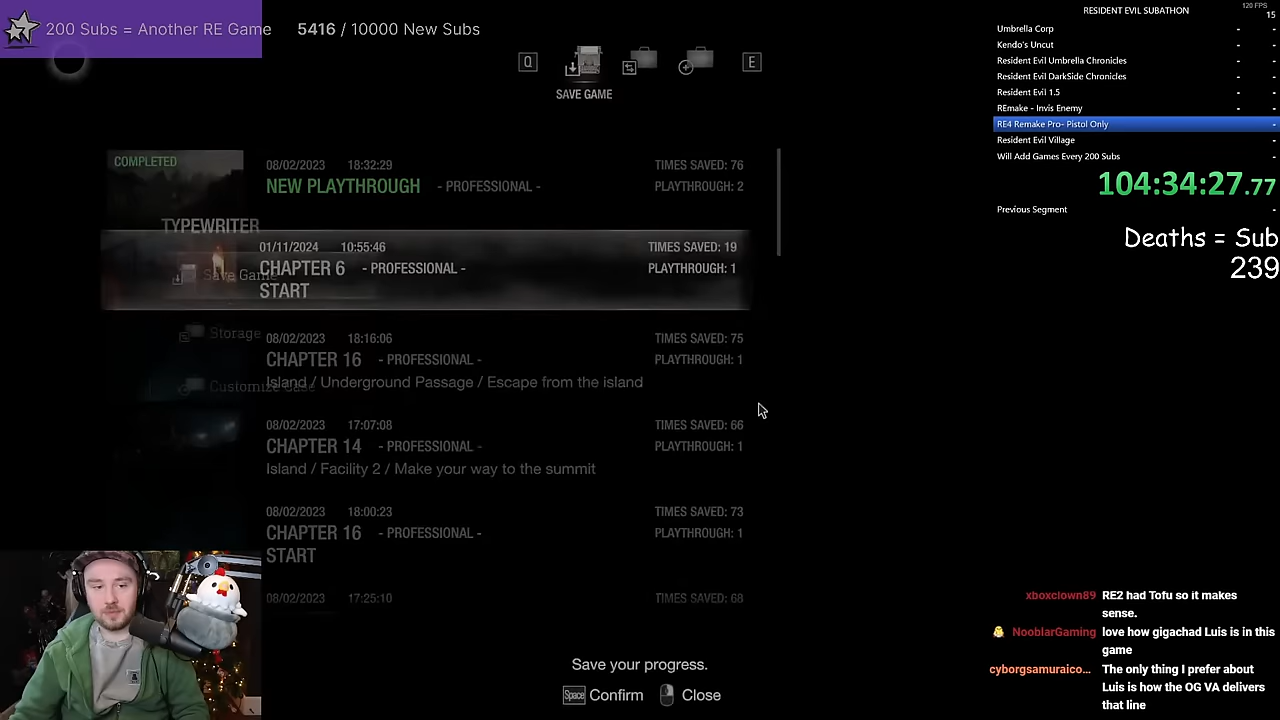 200 Subs = Another RE Game
5416 / 10000 New Subs
Q
E
SAVE GAME
COMPLETED
08/02/2023 18:32:29 TIMES SAVED: 76
NEW PLAYTHROUGH - PROFESSIONAL - PLAYTHROUGH: 2
TYPEWRITER
01/11/2024 10:55:46 TIMES SAVED: 19
CHAPTER 6 - PROFESSIONAL - PLAYTHROUGH: 1
Save Game
START
Storage
08/02/2023 18:16:06 TIMES SAVED: 75
CHAPTER 16 - PROFESSIONAL - PLAYTHROUGH: 1
Customize Case
Island / Underground Passage / Escape from the island
08/02/2023 17:07:08 TIMES SAVED: 66
CHAPTER 14 - PROFESSIONAL - PLAYTHROUGH: 1
Island / Facility 2 / Make your way to the summit
08/02/2023 18:00:23 TIMES SAVED: 73
CHAPTER 16 - PROFESSIONAL - PLAYTHROUGH: 1
START
08/02/2023 17:25:10 TIMES SAVED: 68
Save your progress.
Space Confirm Close
120 FPS
RESIDENT EVIL SUBATHON
15
Umbrella Corp - -
Kendo's Uncut - -
Resident Evil Umbrella Chronicles - -
Resident Evil DarkSide Chronicles - -
Resident Evil 1.5 - -
REmake - Invis Enemy - -
RE4 Remake Pro- Pistol Only -
Resident Evil Village -
Will Add Games Every 200 Subs -
104:34:27.77
Previous Segment -
Deaths = Sub
239
xboxclown89 RE2 had Tofu so it makes
sense.
NooblarGaming love how gigachad Luis is in this
game
cyborgsamuraico... The only thing I prefer about
Luis is how the OG VA delivers
that line